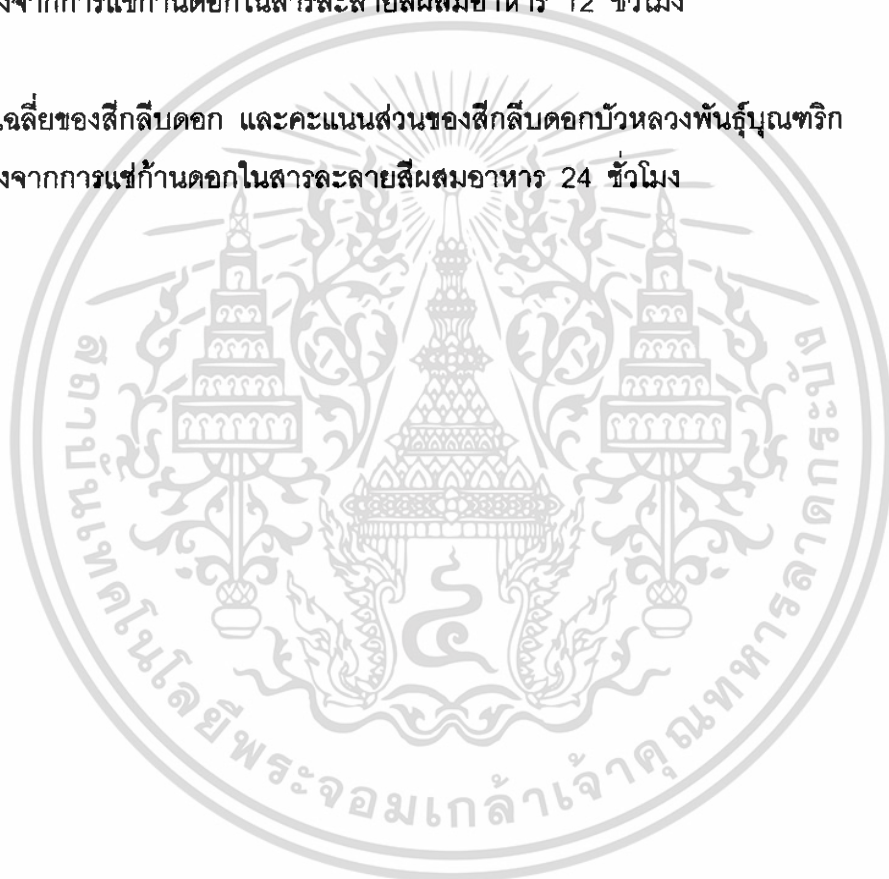 งจากการแช่ก้านดอกในสารละลายสีผสมอาหาร 12 ชั่วโมง
เฉลี่ยของสีกลีบดอก และคะแนนส่วนของสีกลีบดอกบัวหลวงพันธุ์บุณฑริก
งจากการแช่ก้านดอกในสารละลายสีผสมอาหาร 24 ชั่วโมง
สถาบันเทคโนโลยีพระจอมเกล้าเจ้าคุณทหารลาดกระบัง